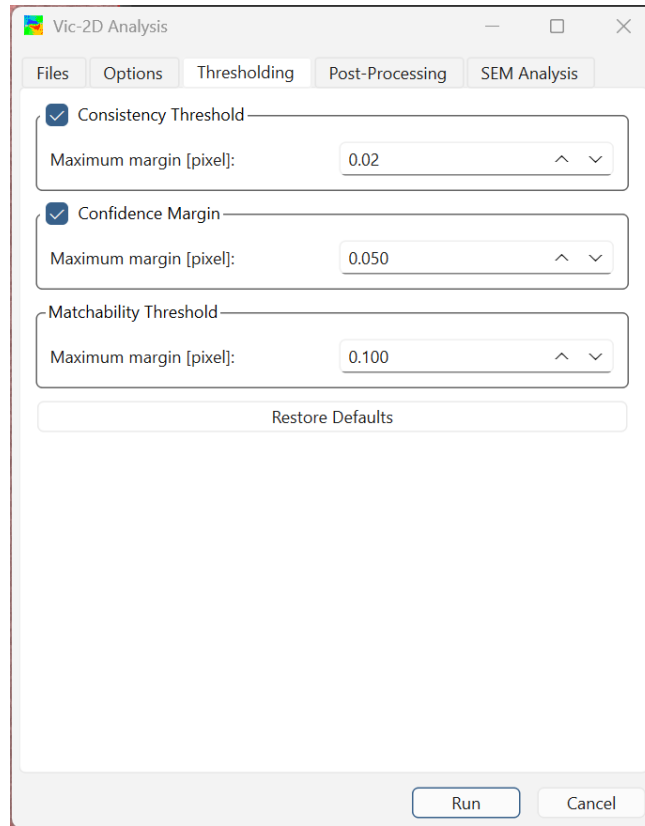 Vic-2D Analysis
Files Options Thresholding Post-Processing SEM Analysis
Consistency Threshold
Maximum margin [pixel]: 0.02
Confidence Margin
Maximum margin [pixel]: 0.050
Matchability Threshold
Maximum margin [pixel]: 0.100
Restore Defaults
Run Cancel